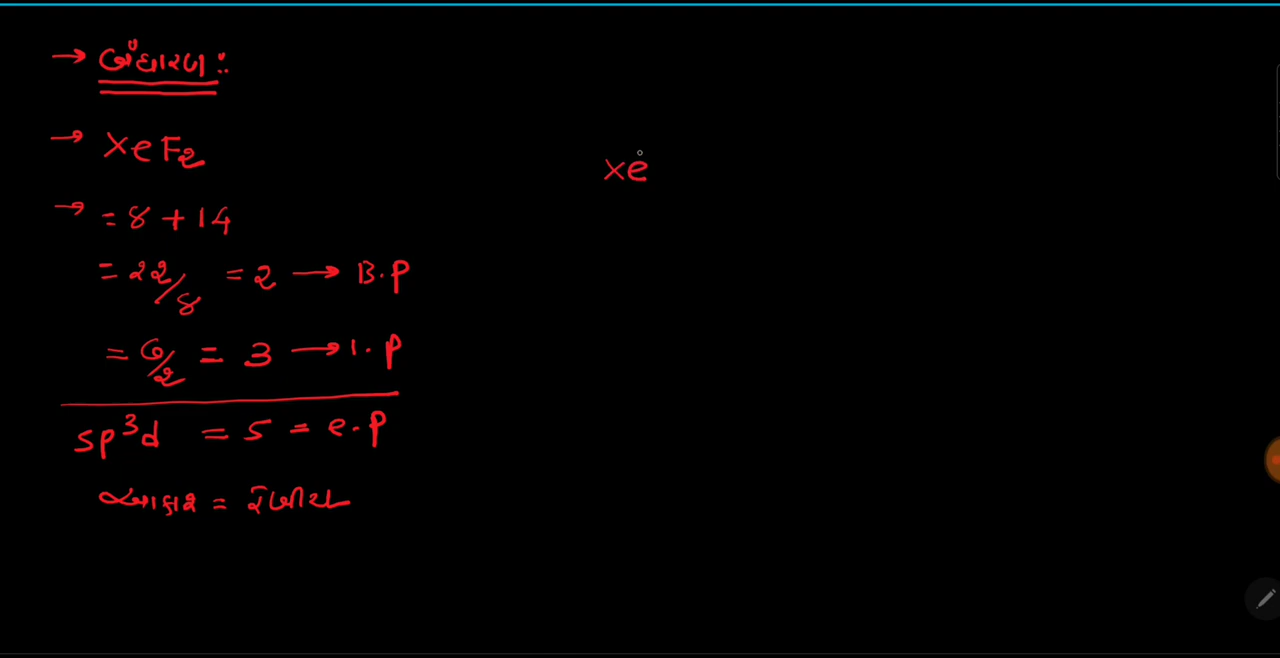 → બંધારણ :
→ XeF₂
→ = 8 + 14
= 22/8 = 2 → B.P
= 6/2 = 3 → l.P
sp³d = 5 = e.P
આકાર = રેખીય
Xe